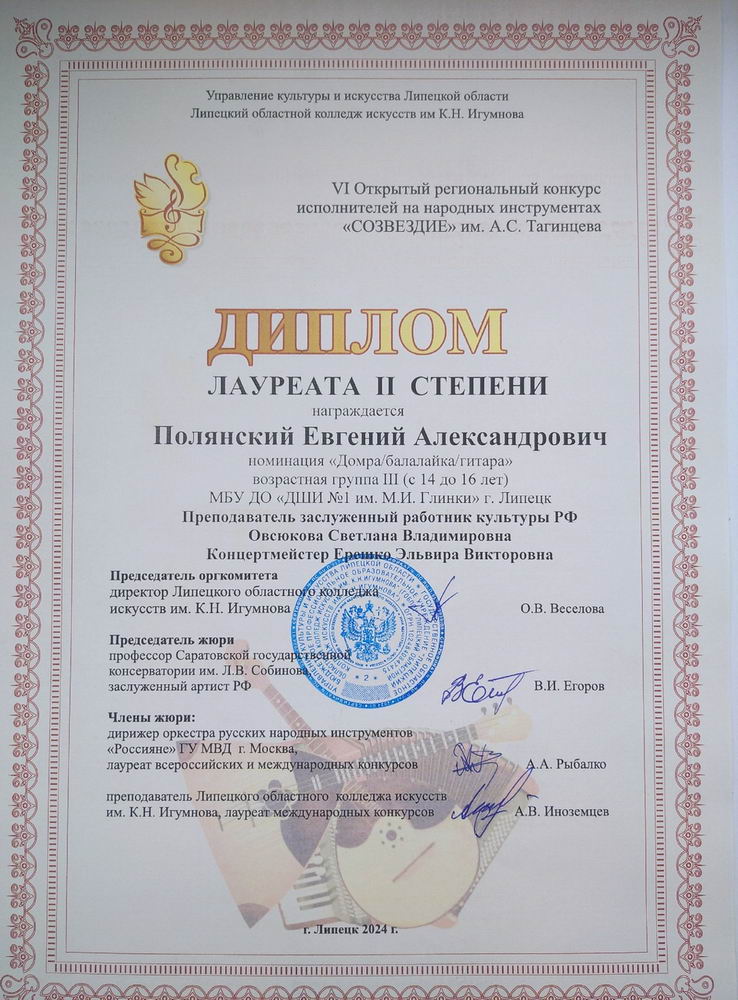 Управление культуры и искусства Липецкой области
Липецкий областной колледж искусств им К.Н. Игумнова
VI Открытый региональный конкурс
исполнителей на народных инструментах
«СОЗВЕЗДИЕ» им. А.С. Тагинцева
ДИПЛОМ
ЛАУРЕАТА II СТЕПЕНИ
награждается
Полянский Евгений Александрович
номинация «Домра/балалайка/гитара»
возрастная группа III (с 14 до 16 лет)
МБУ ДО «ДШИ №1 им. М.И. Глинки» г. Липецк
Преподаватель заслуженный работник культуры РФ
Овсюкова Светлана Владимировна
Концертмейстер Ерешко Эльвира Викторовна
Председатель оргкомитета
директор Липецкого областного колледжа
искусств им. К.Н. Игумнова
О.В. Веселова
Председатель жюри
профессор Саратовской государственной
консерватории им. Л.В. Собинова,
заслуженный артист РФ
В.И. Егоров
Члены жюри:
дирижер оркестра русских народных инструментов
«Россияне» ГУ МВД г. Москва,
лауреат всероссийских и международных конкурсов
А.А. Рыбалко
преподаватель Липецкого областного колледжа искусств
им. К.Н. Игумнова, лауреат международных конкурсов
А.В. Иноземцев
г. Липецк 2024 г.